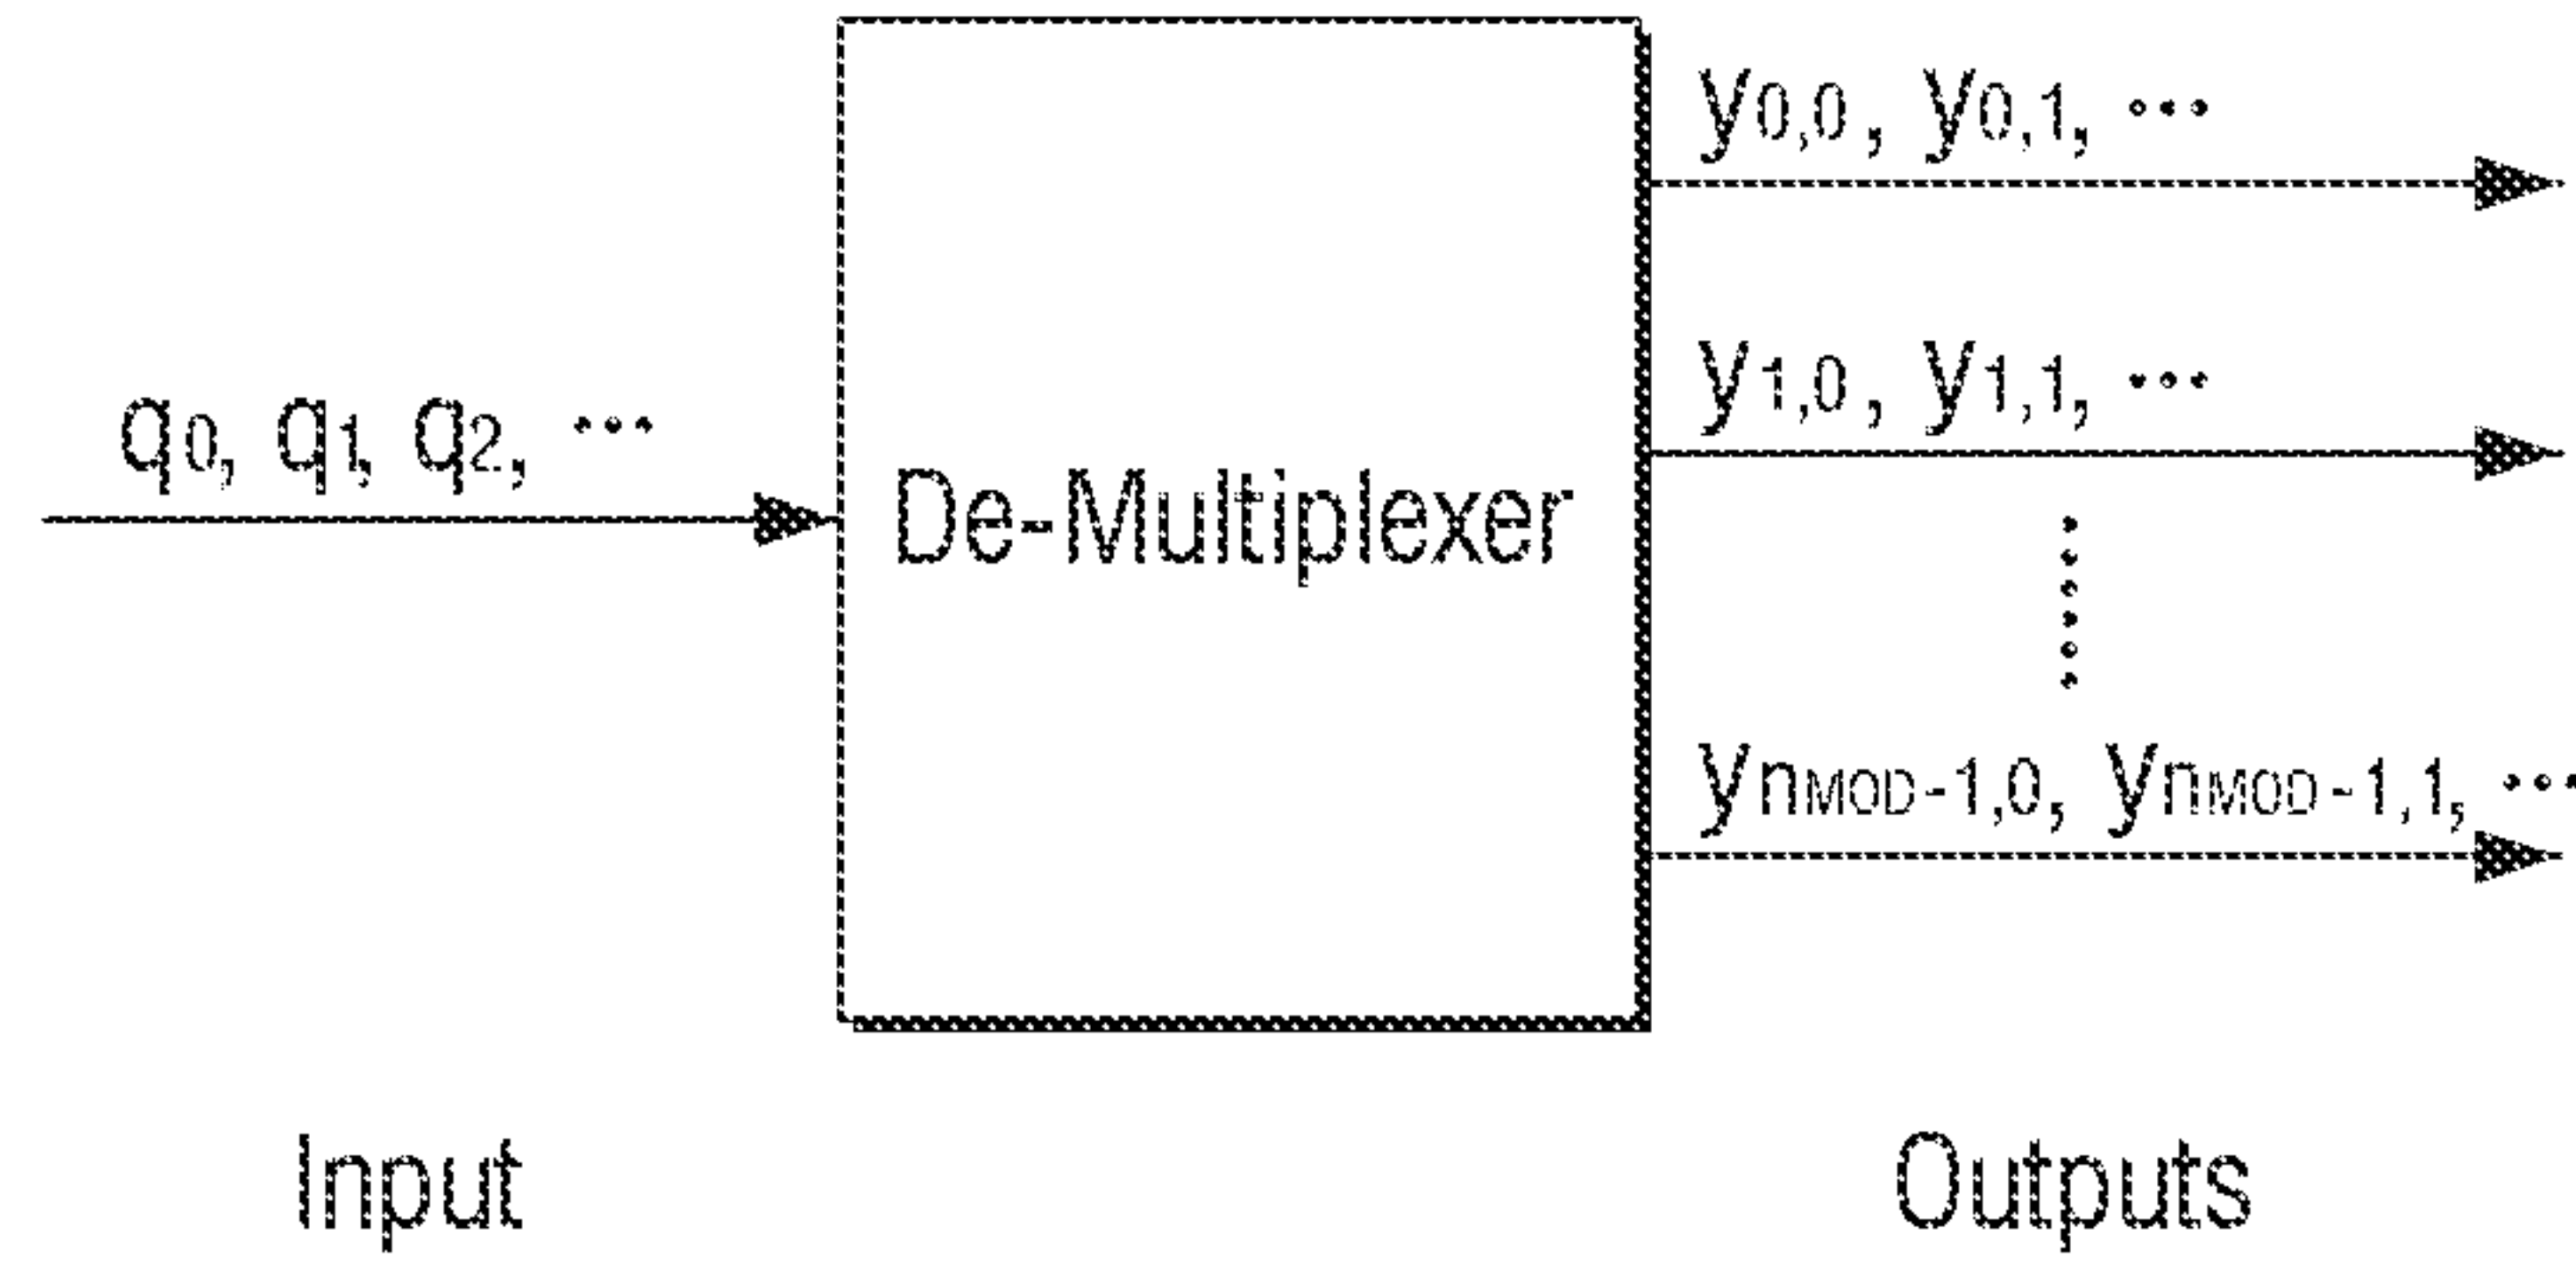 y0,0, y0,1, ...
y1,0, y1,1, ...
q0, q1, q2, ...
De-Multiplexer
ynMOD-1,0, ynMOD-1,1, ...
Input
Outputs